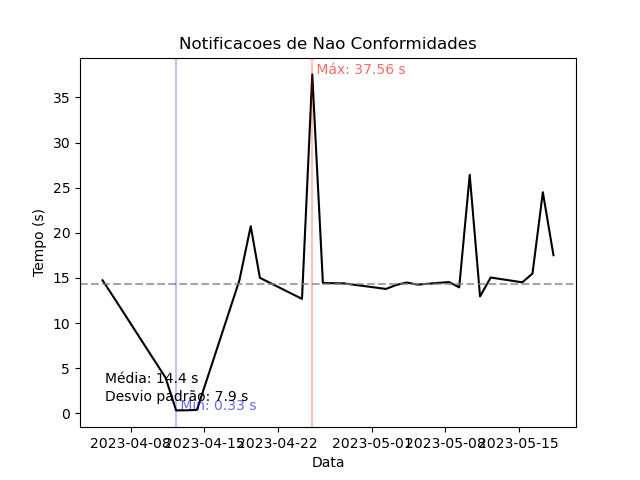 Notificacoes de Nao Conformidades
Máx: 37.56 s
35
30
25
20
15
10
5
0
Tempo (s)
Média: 14.4 s
Desvio padrão: 7.9 s
Min: 0.33 s
2023-04-08
2023-04-15
2023-04-22
2023-05-01
2023-05-08
2023-05-15
Data